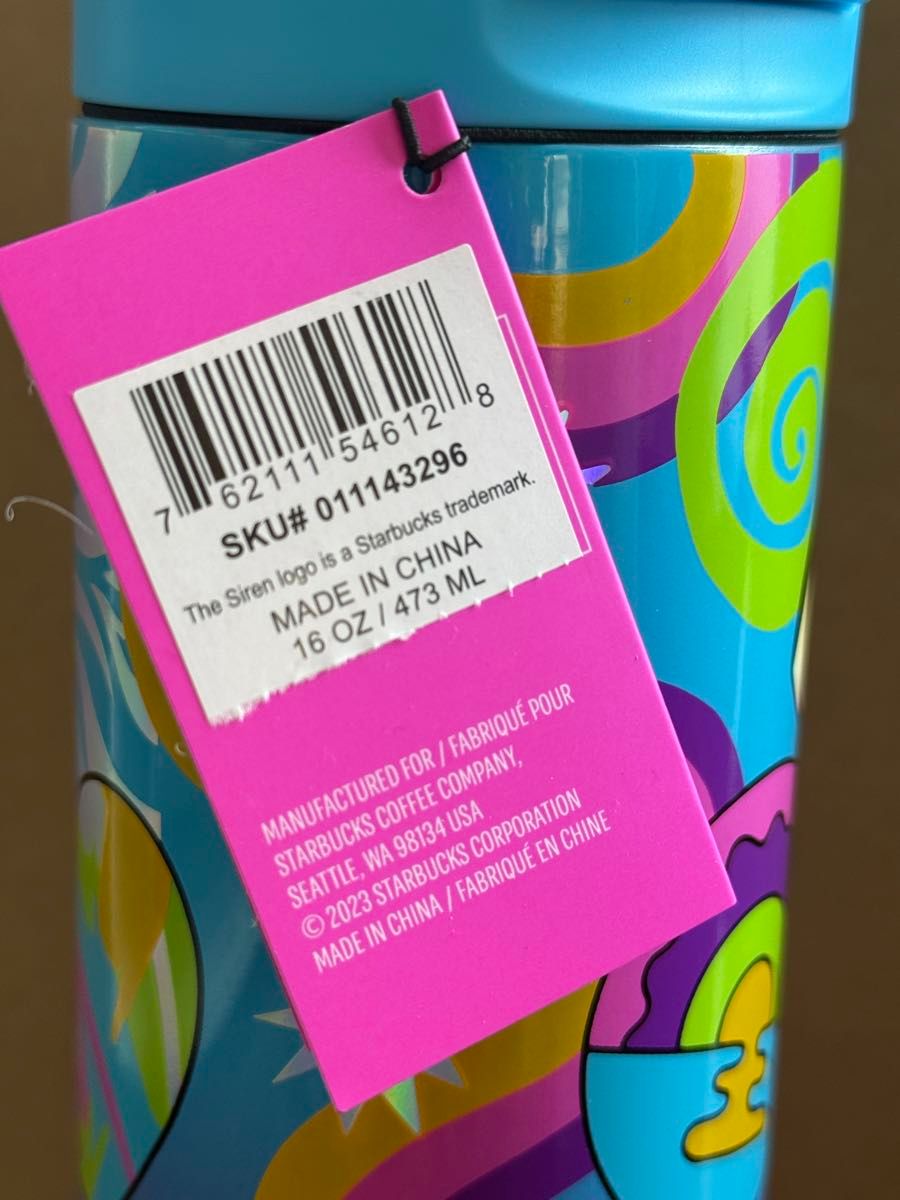 7 62111 54612 8
SKU# 011143296
The Siren logo is a Starbucks trademark.
MADE IN CHINA
16 OZ / 473 ML
MANUFACTURED FOR / FABRIQUÉ POUR
STARBUCKS COFFEE COMPANY,
SEATTLE, WA 98134 USA
© 2023 STARBUCKS CORPORATION
MADE IN CHINA / FABRIQUÉ EN CHINE